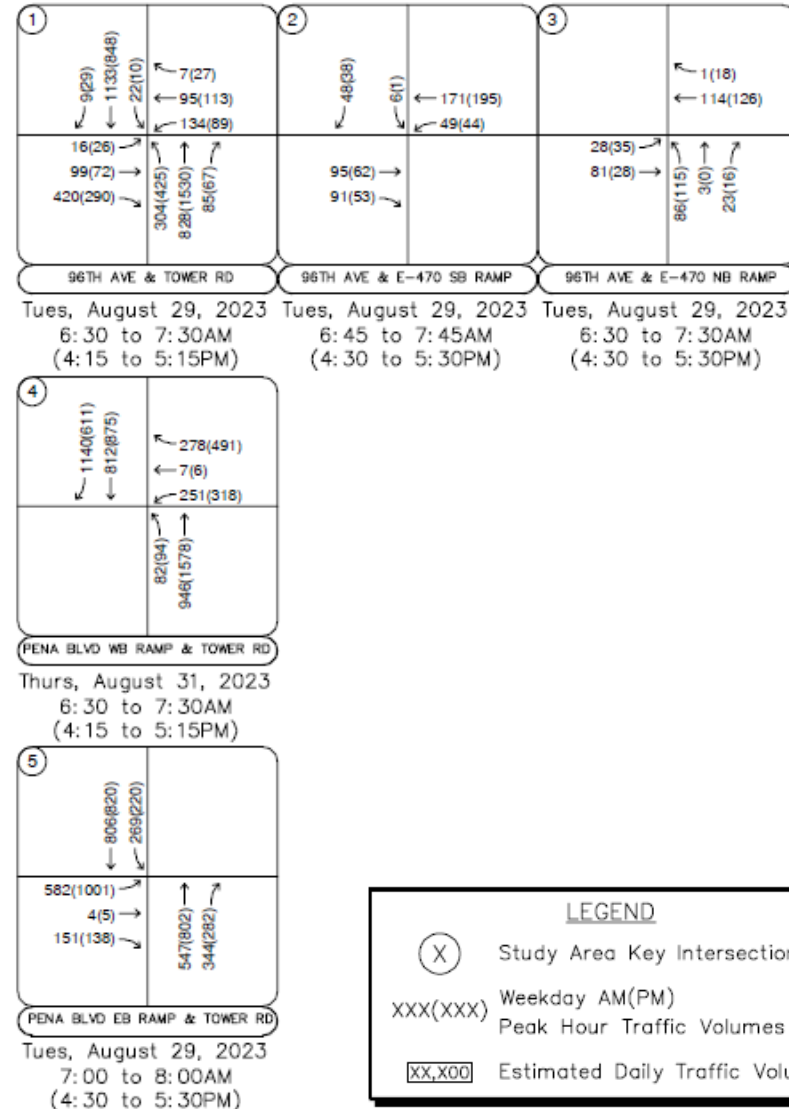 1
9(29)
1133(848)
22(10)
7(27)
95(113)
134(89)
16(26)
99(72)
420(290)
304(425)
828(1530)
85(67)
96TH AVE & TOWER RD
Tues, August 29, 2023
6:30 to 7:30AM
(4:15 to 5:15PM)
2
48(38)
6(1)
171(195)
49(44)
95(62)
91(53)
96TH AVE & E-470 SB RAMP
Tues, August 29, 2023
6:45 to 7:45AM
(4:30 to 5:30PM)
3
1(18)
114(126)
28(35)
81(28)
86(115)
3(0)
23(16)
96TH AVE & E-470 NB RAMP
Tues, August 29, 2023
6:30 to 7:30AM
(4:30 to 5:30PM)
4
1140(611)
812(875)
278(491)
7(6)
251(318)
82(94)
946(1578)
PENA BLVD WB RAMP & TOWER RD
Thurs, August 31, 2023
6:30 to 7:30AM
(4:15 to 5:15PM)
5
806(820)
269(220)
582(1001)
4(5)
151(138)
547(802)
344(282)
PENA BLVD EB RAMP & TOWER RD
Tues, August 29, 2023
7:00 to 8:00AM
(4:30 to 5:30PM)
LEGEND
X Study Area Key Intersection
XXX(XXX) Weekday AM(PM)
Peak Hour Traffic Volumes
XX,X00 Estimated Daily Traffic Volu